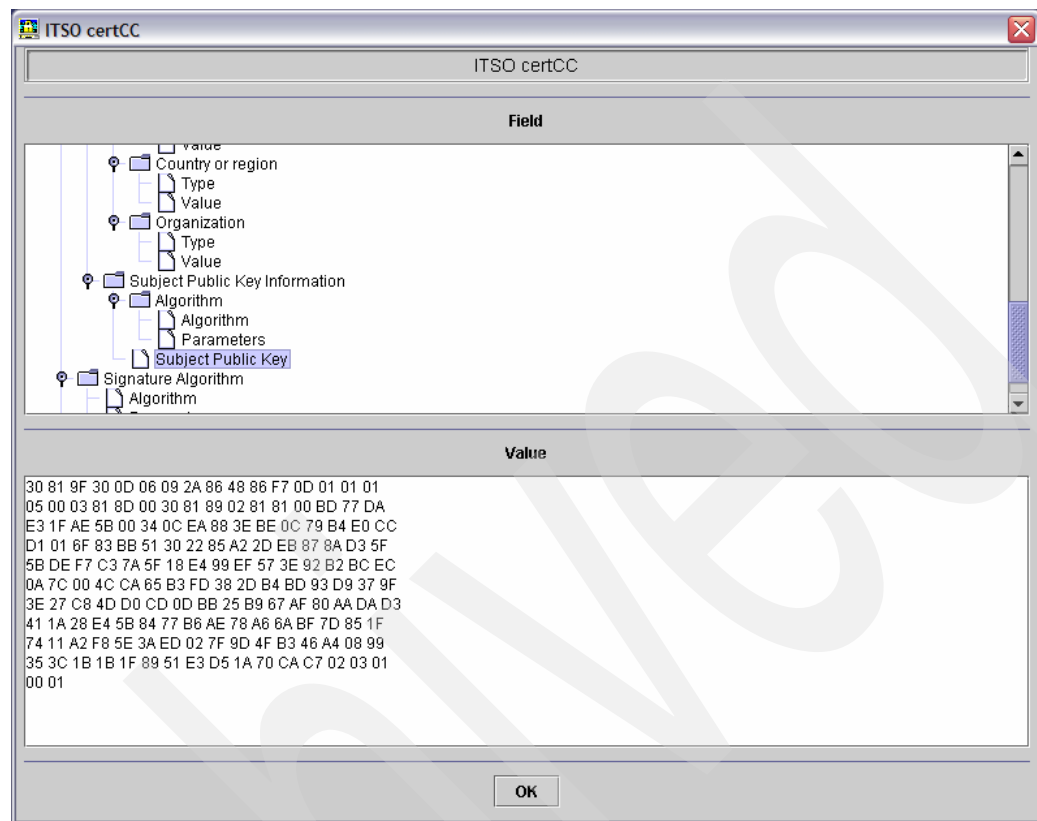 ITSO certCC
ITSO certCC
Field
Value
Country or region
Type
Value
Organization
Type
Value
Subject Public Key Information
Algorithm
Algorithm
Parameters
Subject Public Key
Signature Algorithm
Algorithm
Value
30 81 9F 30 0D 06 09 2A 86 48 86 F7 0D 01 01 01
05 00 03 81 8D 00 30 81 89 02 81 81 00 BD 77 DA
E3 1F AE 5B 00 34 0C EA 88 3E BE 0C 79 B4 E0 CC
D1 01 6F 83 BB 51 30 22 85 A2 2D EB 87 8A D3 5F
5B DE F7 C3 7A 5F 18 E4 99 EF 57 3E 92 B2 BC EC
0A 7C 00 4C CA 65 B3 FD 38 2D B4 BD 93 D9 37 9F
3E 27 C8 4D D0 CD 0D BB 25 B9 67 AF 80 AA DA D3
41 1A 28 E4 5B 84 77 B6 AE 78 A6 6A BF 7D 85 1F
74 11 A2 F8 5E 3A ED 02 7F 9D 4F B3 46 A4 08 99
35 3C 1B 1B 1F 89 51 E3 D5 1A 70 CA C7 02 03 01
00 01
OK